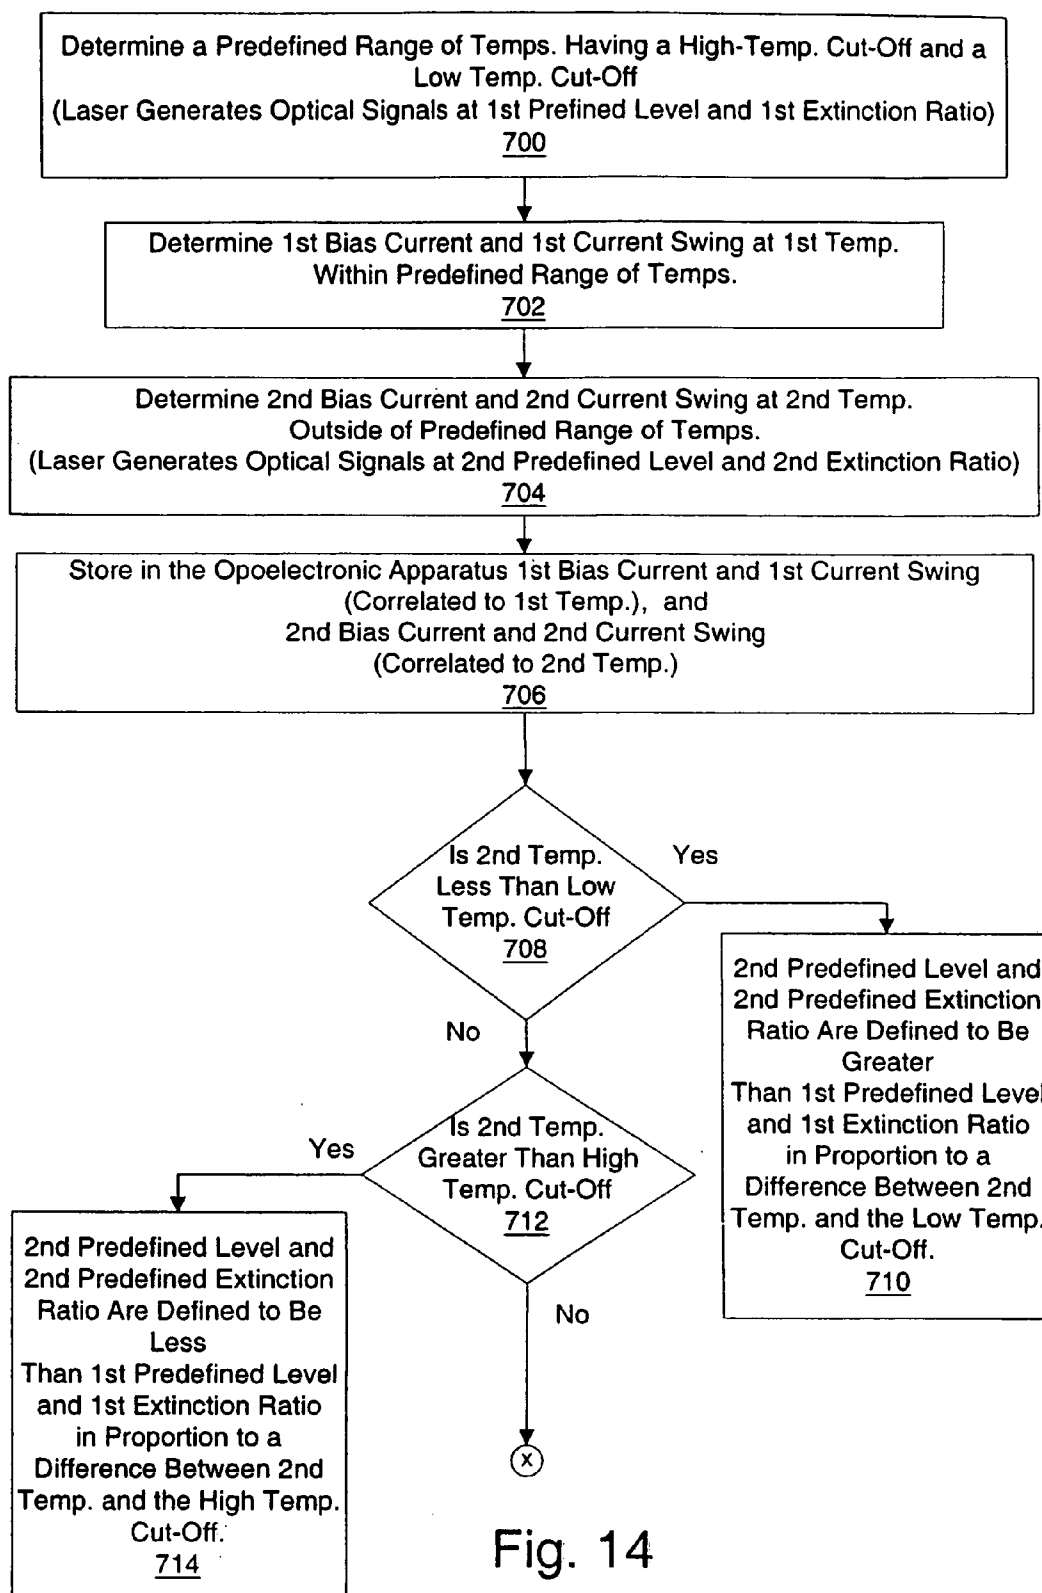 Determine a Predefined Range of Temps. Having a High-Temp. Cut-Off and a
Low Temp. Cut-Off
(Laser Generates Optical Signals at 1st Prefined Level and 1st Extinction Ratio)
700
Determine 1st Bias Current and 1st Current Swing at 1st Temp.
Within Predefined Range of Temps.
702
Determine 2nd Bias Current and 2nd Current Swing at 2nd Temp.
Outside of Predefined Range of Temps.
(Laser Generates Optical Signals at 2nd Predefined Level and 2nd Extinction Ratio)
704
Store in the Opoelectronic Apparatus 1st Bias Current and 1st Current Swing
(Correlated to 1st Temp.), and
2nd Bias Current and 2nd Current Swing
(Correlated to 2nd Temp.)
706
Is 2nd Temp.
Less Than Low
Temp. Cut-Off
708
Yes
No
2nd Predefined Level and
2nd Predefined Extinction
Ratio Are Defined to Be
Greater
Than 1st Predefined Level
and 1st Extinction Ratio
in Proportion to a
Difference Between 2nd
Temp. and the Low Temp.
Cut-Off.
710
Is 2nd Temp.
Greater Than High
Temp. Cut-Off
712
Yes
No
2nd Predefined Level and
2nd Predefined Extinction
Ratio Are Defined to Be
Less
Than 1st Predefined Level
and 1st Extinction Ratio
in Proportion to a
Difference Between 2nd
Temp. and the High Temp.
Cut-Off.
714
X
Fig. 14